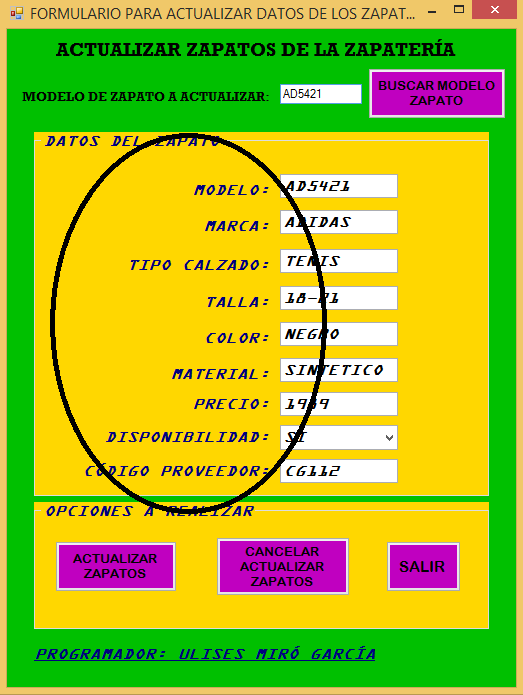 FORMULARIO PARA ACTUALIZAR DATOS DE LOS ZAPAT...
ACTUALIZAR ZAPATOS DE LA ZAPATERÍA
MODELO DE ZAPATO A ACTUALIZAR: AD5421
BUSCAR MODELO
ZAPATO
DATOS DEL ZAPATO
MODELO: AD5421
MARCA: ADIDAS
TIPO CALZADO: TENIS
TALLA: 18-21
COLOR: NEGRO
MATERIAL: SINTETICO
PRECIO:
DISPONIBILIDAD: SI
CÓDIGO PROVEEDOR: CG112
OPCIONES A REALIZAR
ACTUALIZAR
ZAPATOS
CANCELAR
ACTUALIZAR
ZAPATOS
SALIR
PROGRAMADOR: ULISES MIRÓ GARCÍA